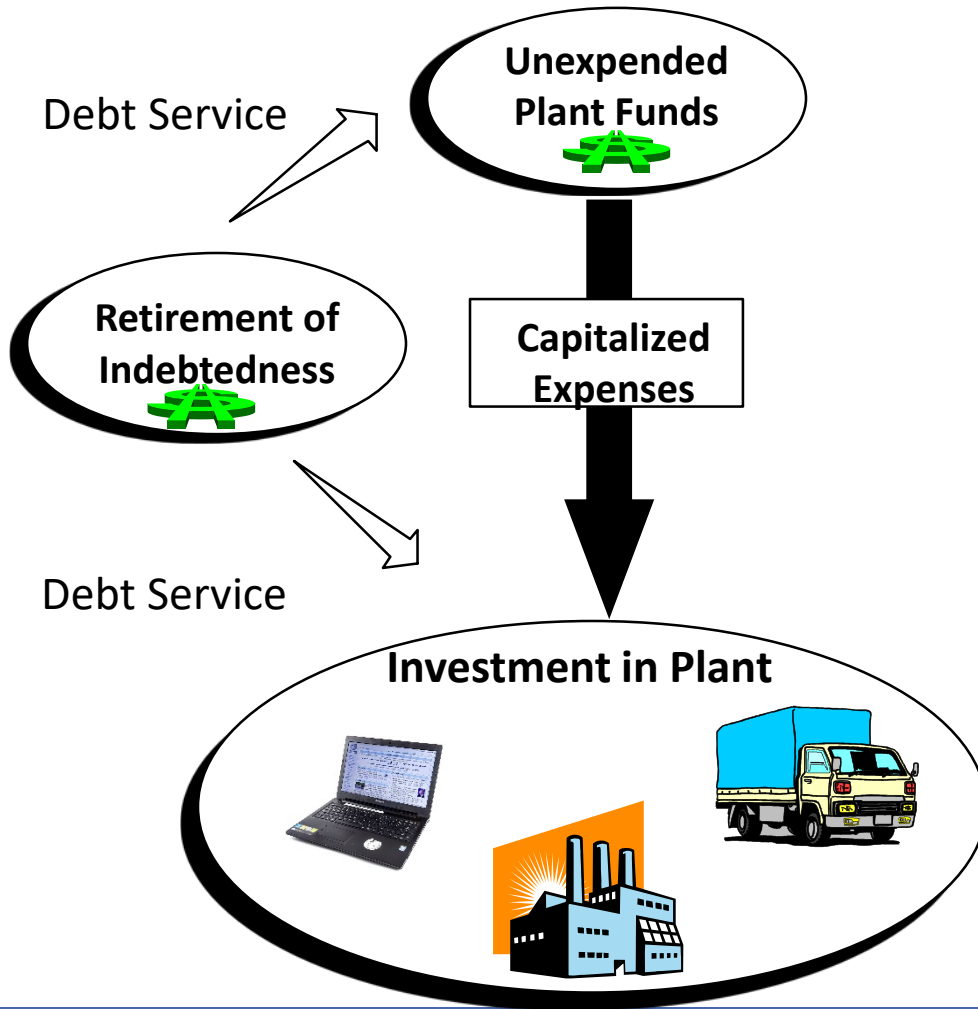 Unexpended
Plant Funds
Debt Service
Retirement of
Indebtedness
Capitalized
Expenses
Debt Service
Investment in Plant